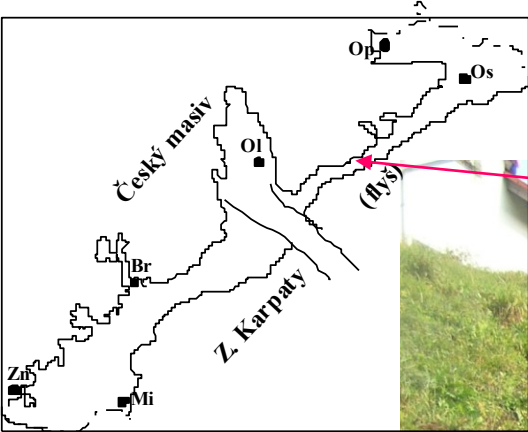 Op
Os
Český masiv
Ol
(flyš)
Br
Z. Karpaty
Zn
Mi